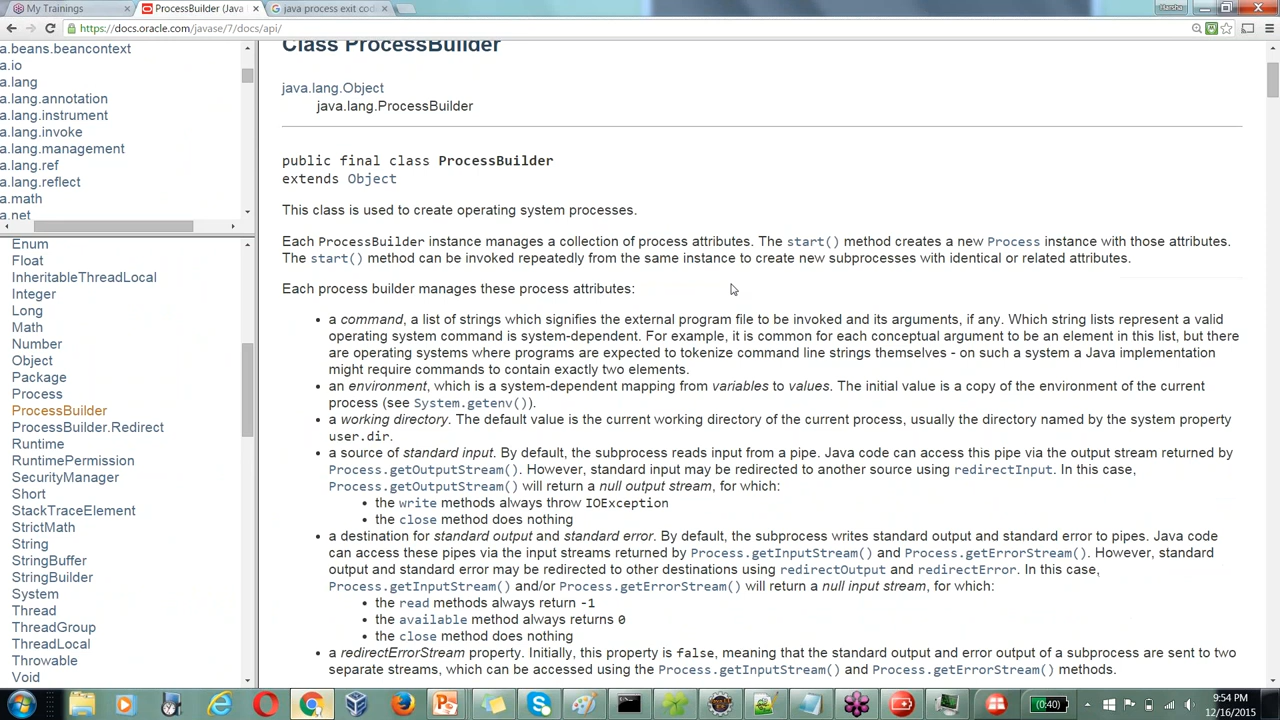 My Trainings
ProcessBuilder (Java
java process exit cod
Harsha
https://docs.oracle.com/javase/7/docs/api/
a.beans.beancontext
a.io
a.lang
a.lang.annotation
a.lang.instrument
a.lang.invoke
a.lang.management
a.lang.ref
a.lang.reflect
a.math
a.net
Enum
Float
InheritableThreadLocal
Integer
Long
Math
Number
Object
Package
Process
ProcessBuilder
ProcessBuilder.Redirect
Runtime
RuntimePermission
SecurityManager
Short
StackTraceElement
StrictMath
String
StringBuffer
StringBuilder
System
Thread
ThreadGroup
ThreadLocal
Throwable
Void
Class ProcessBuilder
java.lang.Object
java.lang.ProcessBuilder
public final class ProcessBuilder
extends Object
This class is used to create operating system processes.
Each ProcessBuilder instance manages a collection of process attributes. The start() method creates a new Process instance with those attributes.
The start() method can be invoked repeatedly from the same instance to create new subprocesses with identical or related attributes.
Each process builder manages these process attributes:
• a command, a list of strings which signifies the external program file to be invoked and its arguments, if any. Which string lists represent a valid
operating system command is system-dependent. For example, it is common for each conceptual argument to be an element in this list, but there
are operating systems where programs are expected to tokenize command line strings themselves - on such a system a Java implementation
might require commands to contain exactly two elements.
• an environment, which is a system-dependent mapping from variables to values. The initial value is a copy of the environment of the current
process (see System.getenv()).
• a working directory. The default value is the current working directory of the current process, usually the directory named by the system property
user.dir.
• a source of standard input. By default, the subprocess reads input from a pipe. Java code can access this pipe via the output stream returned by
Process.getOutputStream(). However, standard input may be redirected to another source using redirectInput. In this case,
Process.getOutputStream() will return a null output stream, for which:
• the write methods always throw IOException
• the close method does nothing
• a destination for standard output and standard error. By default, the subprocess writes standard output and standard error to pipes. Java code
can access these pipes via the input streams returned by Process.getInputStream() and Process.getErrorStream(). However, standard
output and standard error may be redirected to other destinations using redirectOutput and redirectError. In this case,
Process.getInputStream() and/or Process.getErrorStream() will return a null input stream, for which:
• the read methods always return -1
• the available method always returns 0
• the close method does nothing
• a redirectErrorStream property. Initially, this property is false, meaning that the standard output and error output of a subprocess are sent to two
separate streams, which can be accessed using the Process.getInputStream() and Process.getErrorStream() methods.
(0:40)
9:54 PM
12/16/2015